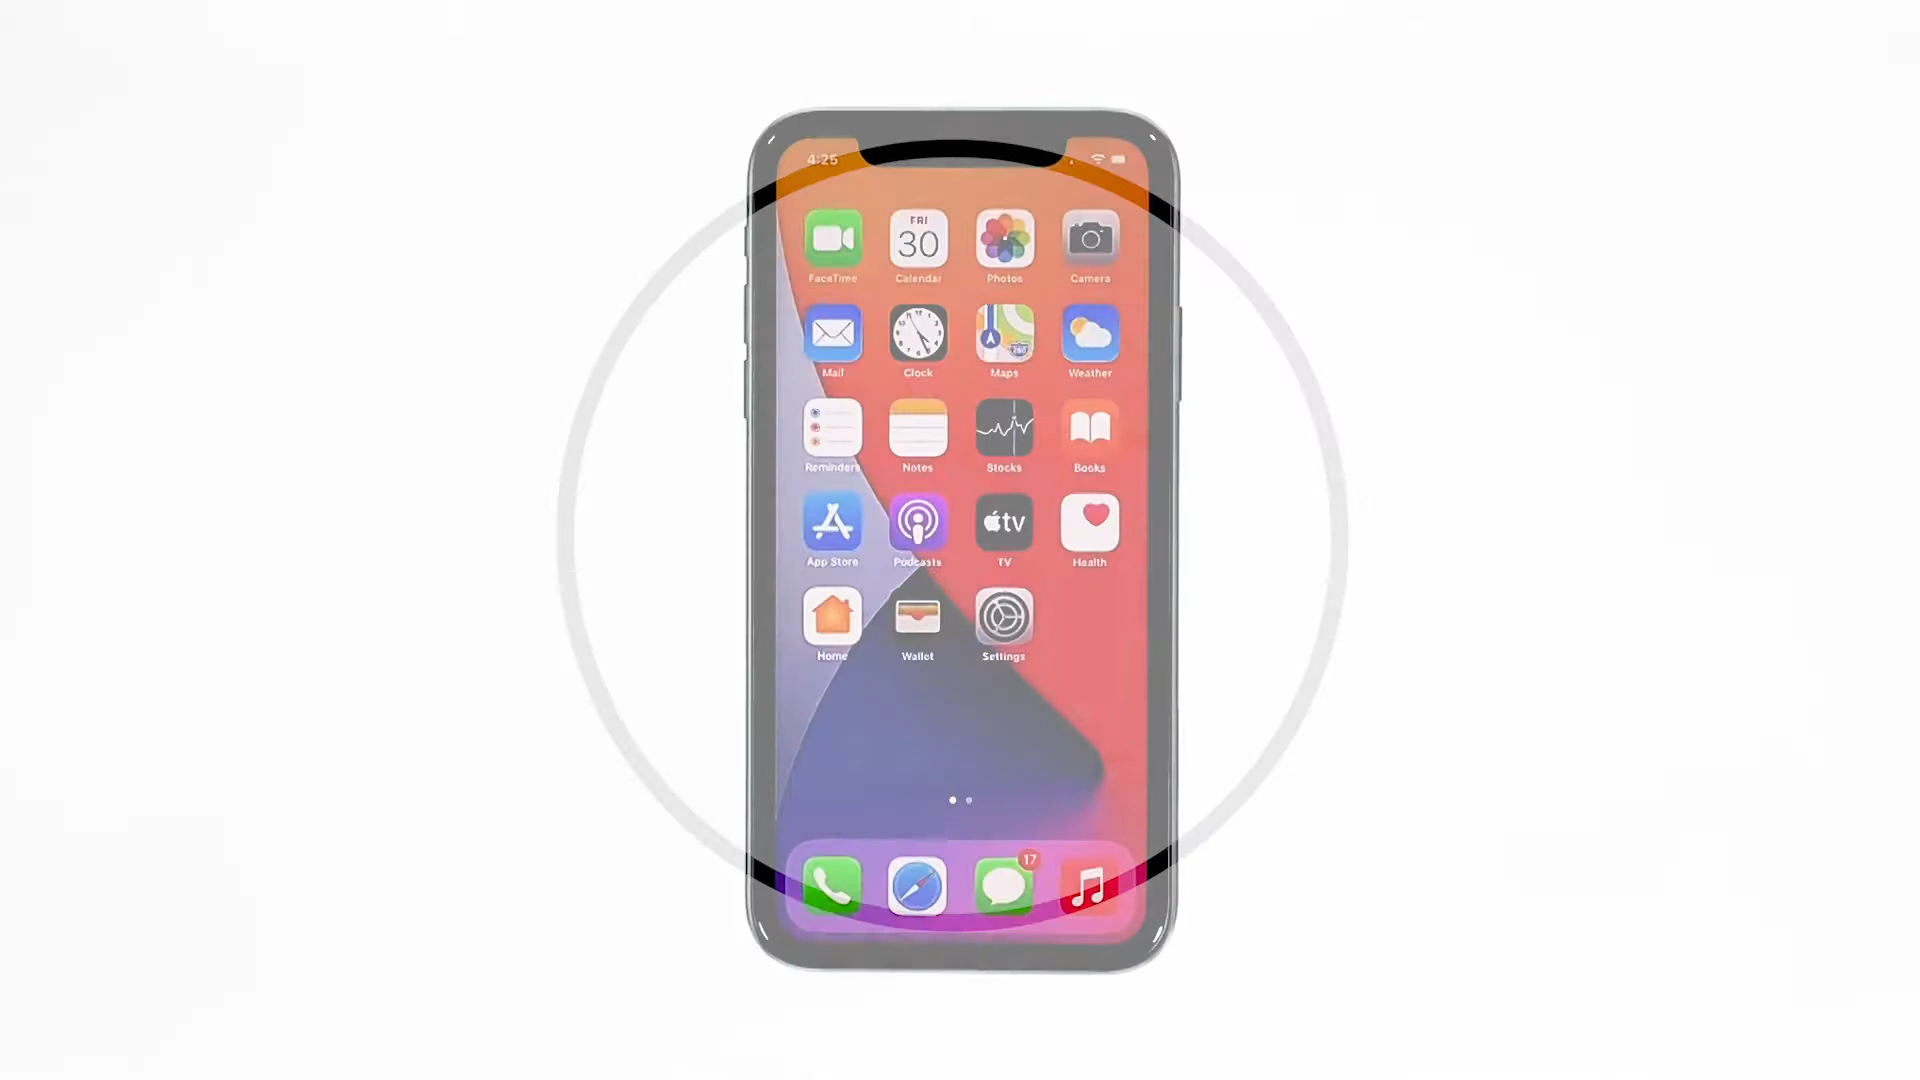 4:25
FRI
30
FaceTime Calendar Photos Camera
280
Mail Clock Maps Weather
Reminders Notes Stocks Books
tv
App Store Podcasts TV Health
Home Wallet Settings
17